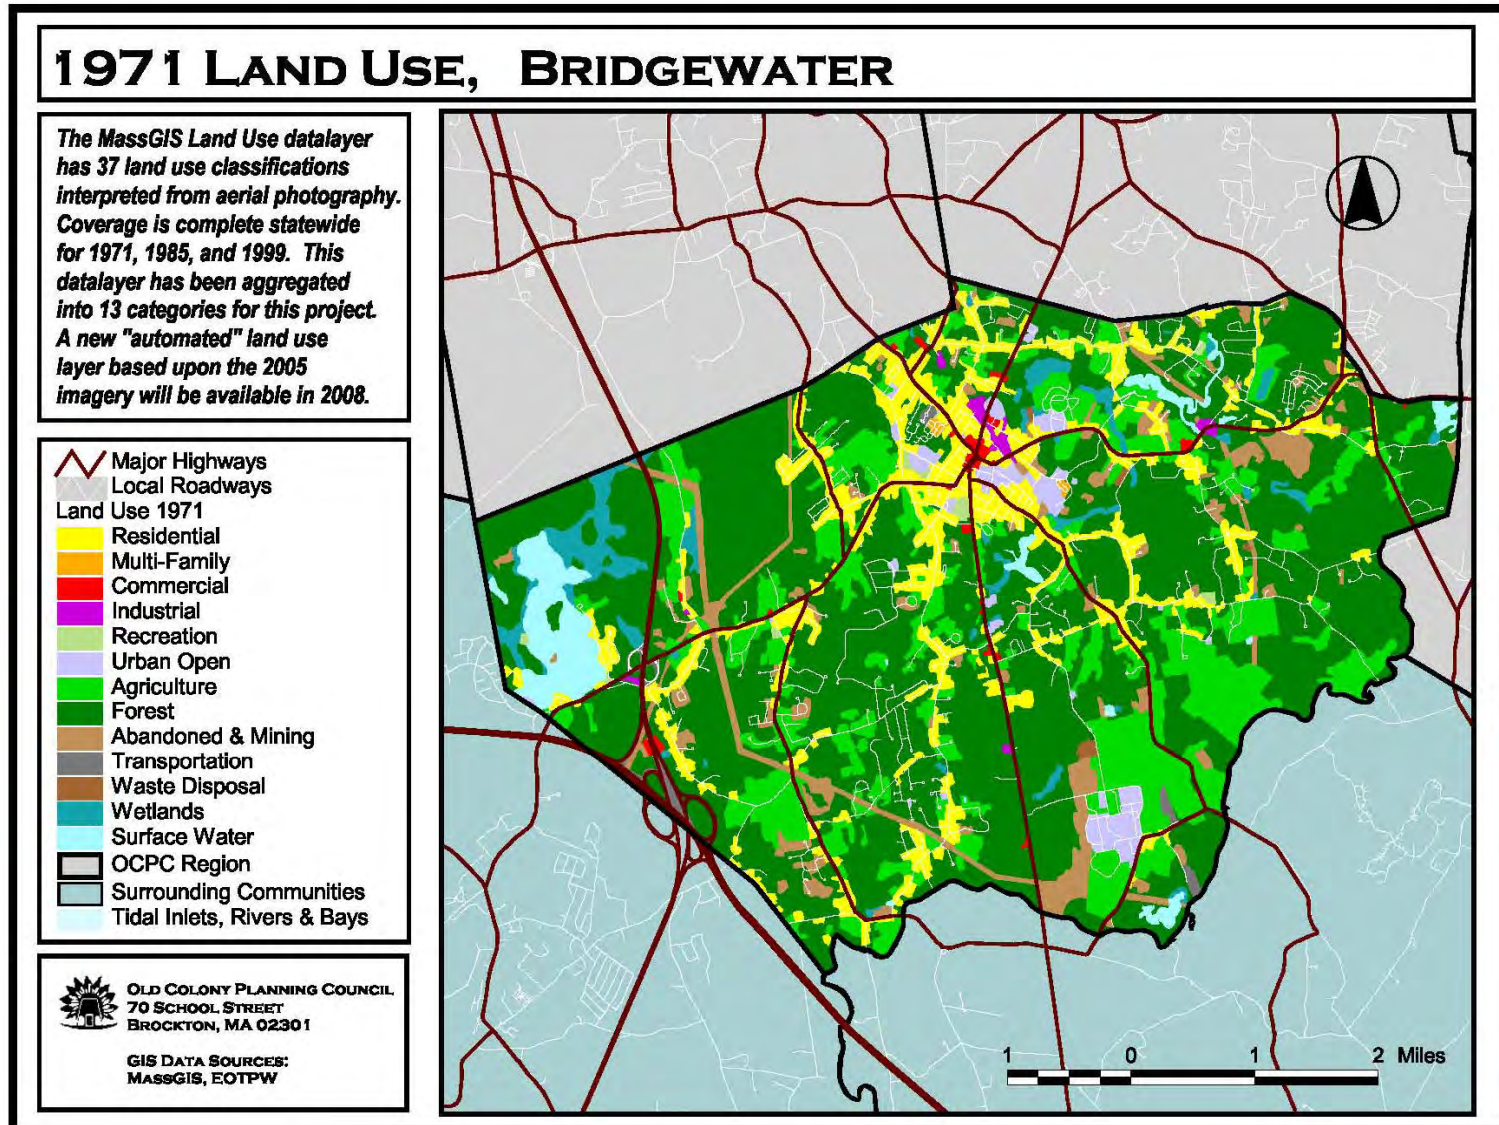 1971 LAND USE, BRIDGEWATER
The MassGIS Land Use datalayer
has 37 land use classifications
interpreted from aerial photography.
Coverage is complete statewide
for 1971, 1985, and 1999. This
datalayer has been aggregated
into 13 categories for this project.
A new "automated" land use
layer based upon the 2005
imagery will be available in 2008.
Major Highways
Local Roadways
Land Use 1971
Residential
Multi-Family
Commercial
Industrial
Recreation
Urban Open
Agriculture
Forest
Abandoned & Mining
Transportation
Waste Disposal
Wetlands
Surface Water
OCPC Region
Surrounding Communities
Tidal Inlets, Rivers & Bays
OLD COLONY PLANNING COUNCIL
70 SCHOOL STREET
BROCKTON, MA 02301
GIS DATA SOURCES:
MASSGIS, EOTPW
1 0 1 2 Miles